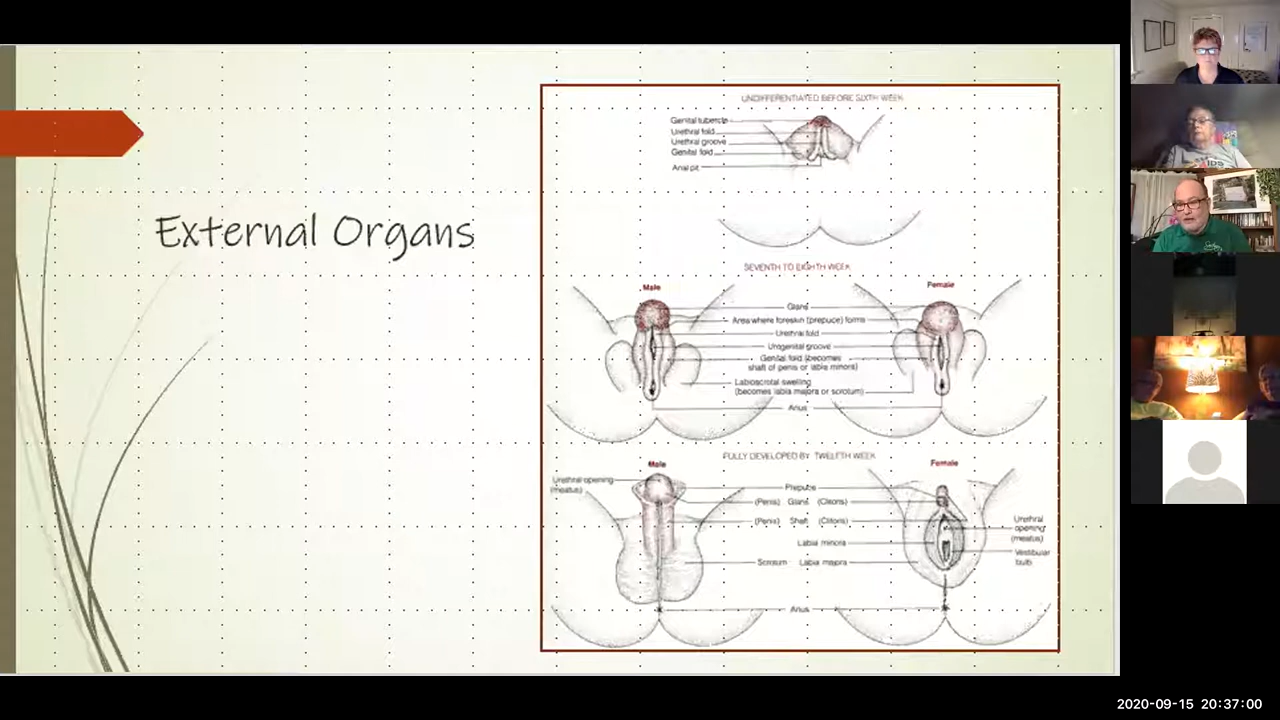 External Organs
UNDIFFERENTIATED BEFORE SIXTH WEEK
Genital tubercle
Urethral fold
Urethral groove
Genital fold
Anal pit
SEVENTH TO EIGHTH WEEK
Male
Female
Glans
Area where foreskin (prepuce) forms
Urethral fold
Urogenital groove
Genital fold (becomes
shaft of penis or labia minora)
Labioscrotal swelling
(becomes labia majora or scrotum)
Anus
FULLY DEVELOPED BY TWELFTH WEEK
Male
Female
Urethral opening
(meatus)
Prepuce
(Penis) Glans (Clitoris)
(Penis) Shaft (Clitoris)
Labia minora
Scrotum Labia majora
Urethral
opening
(meatus)
Vestibular
bulb
Anus
2020-09-15 20:37:00